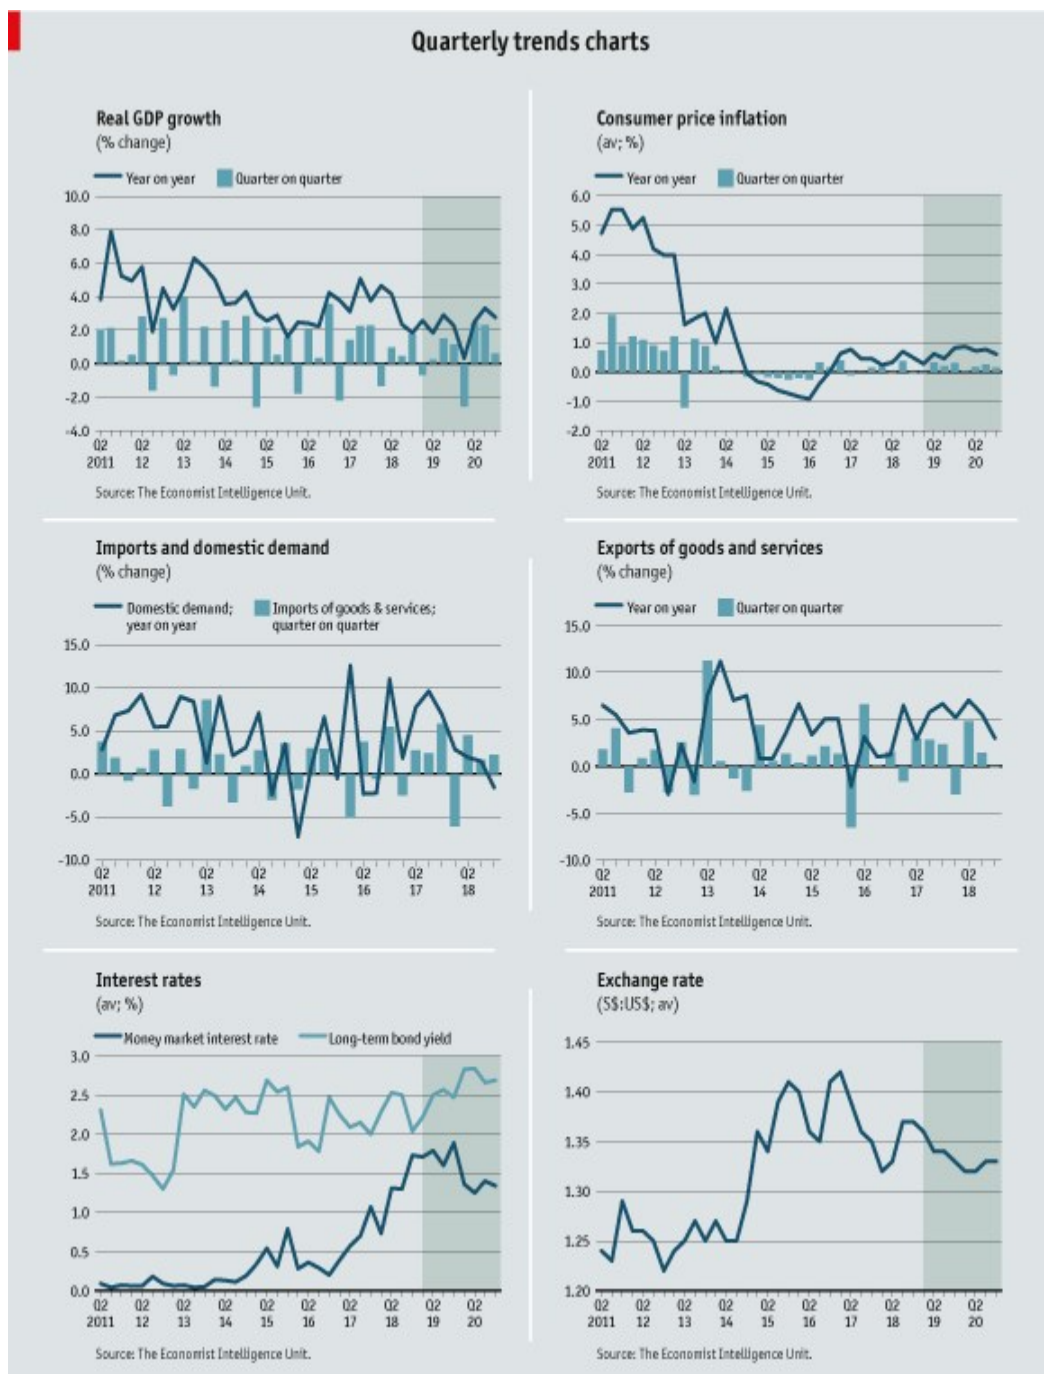 Quarterly trends charts
Real GDP growth
(% change)
Year on year
Quarter on quarter
10.0
8.0
6.0
4.0
2.0
0.0
-2.0
-4.0
Q2 Q2 Q2 Q2 Q2 Q2 Q2 Q2 Q2 Q2
2011 12 13 14 15 16 17 18 19 20
Source: The Economist Intelligence Unit.
Consumer price inflation
(av; %)
Year on year
Quarter on quarter
6.0
5.0
4.0
3.0
2.0
1.0
0.0
-1.0
-2.0
Q2 Q2 Q2 Q2 Q2 Q2 Q2 Q2 Q2 Q2
2011 12 13 14 15 16 17 18 19 20
Source: The Economist Intelligence Unit.
Imports and domestic demand
(% change)
Domestic demand;
year on year
Imports of goods & services;
quarter on quarter
15.0
10.0
5.0
0.0
-5.0
-10.0
Q2 Q2 Q2 Q2 Q2 Q2 Q2 Q2
2011 12 13 14 15 16 17 18
Source: The Economist Intelligence Unit.
Exports of goods and services
(% change)
Year on year
Quarter on quarter
15.0
10.0
5.0
0.0
-5.0
-10.0
Q2 Q2 Q2 Q2 Q2 Q2 Q2 Q2
2011 12 13 14 15 16 17 18
Source: The Economist Intelligence Unit.
Interest rates
(av; %)
Money market interest rate
Long-term bond yield
3.0
2.5
2.0
1.5
1.0
0.5
0.0
Q2 Q2 Q2 Q2 Q2 Q2 Q2 Q2 Q2 Q2
2011 12 13 14 15 16 17 18 19 20
Source: The Economist Intelligence Unit.
Exchange rate
(S$:US$; av)
1.45
1.40
1.35
1.30
1.25
1.20
Q2 Q2 Q2 Q2 Q2 Q2 Q2 Q2 Q2 Q2
2011 12 13 14 15 16 17 18 19 20
Source: The Economist Intelligence Unit.